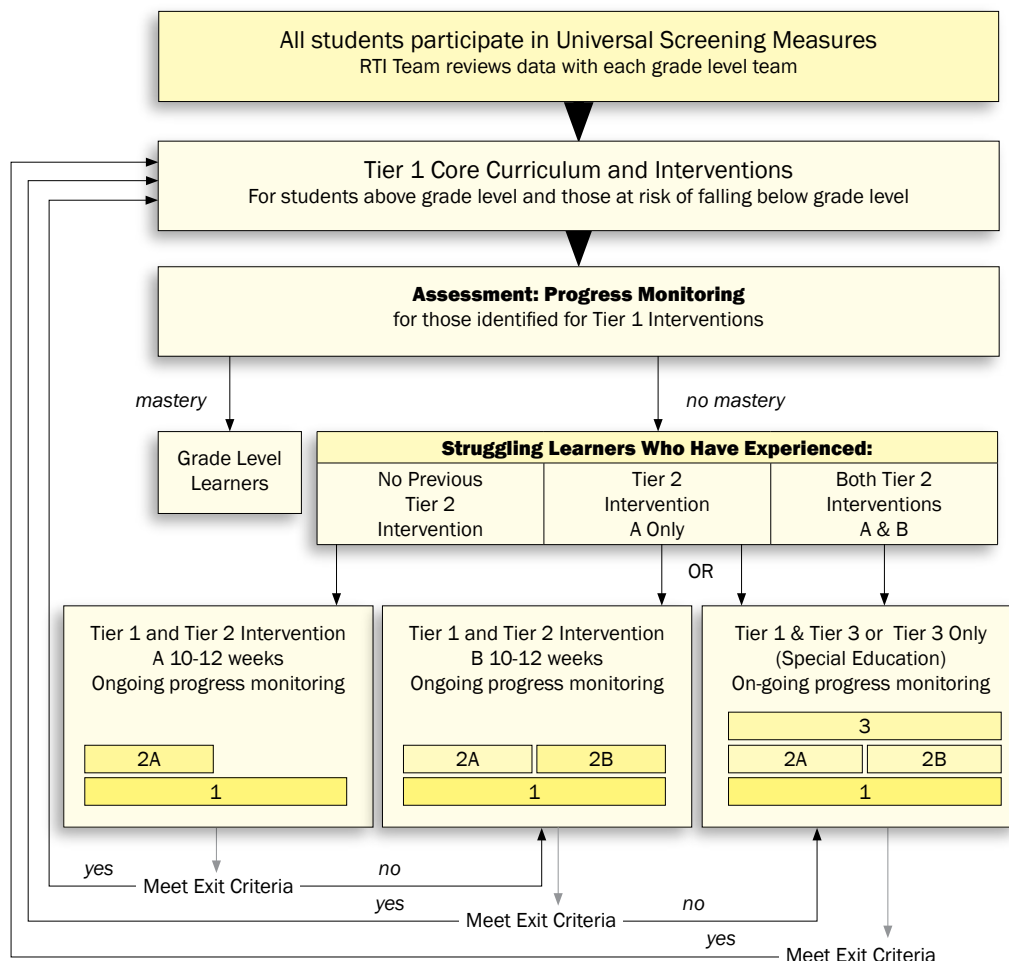 All students participate in Universal Screening Measures
RTI Team reviews data with each grade level team
Tier 1 Core Curriculum and Interventions
For students above grade level and those at risk of falling below grade level
Assessment: Progress Monitoring
for those identified for Tier 1 Interventions
mastery
no mastery
Grade Level
Learners
Struggling Learners Who Have Experienced:
No Previous
Tier 2
Intervention
Tier 2
Intervention
A Only
Both Tier 2
Interventions
A & B
OR
Tier 1 and Tier 2 Intervention
A 10-12 weeks
Ongoing progress monitoring
2A
1
Tier 1 and Tier 2 Intervention
B 10-12 weeks
Ongoing progress monitoring
2A
2B
1
Tier 1 & Tier 3 or Tier 3 Only
(Special Education)
On-going progress monitoring
3
2A
2B
1
yes
Meet Exit Criteria
no
yes
Meet Exit Criteria
no
yes
Meet Exit Criteria